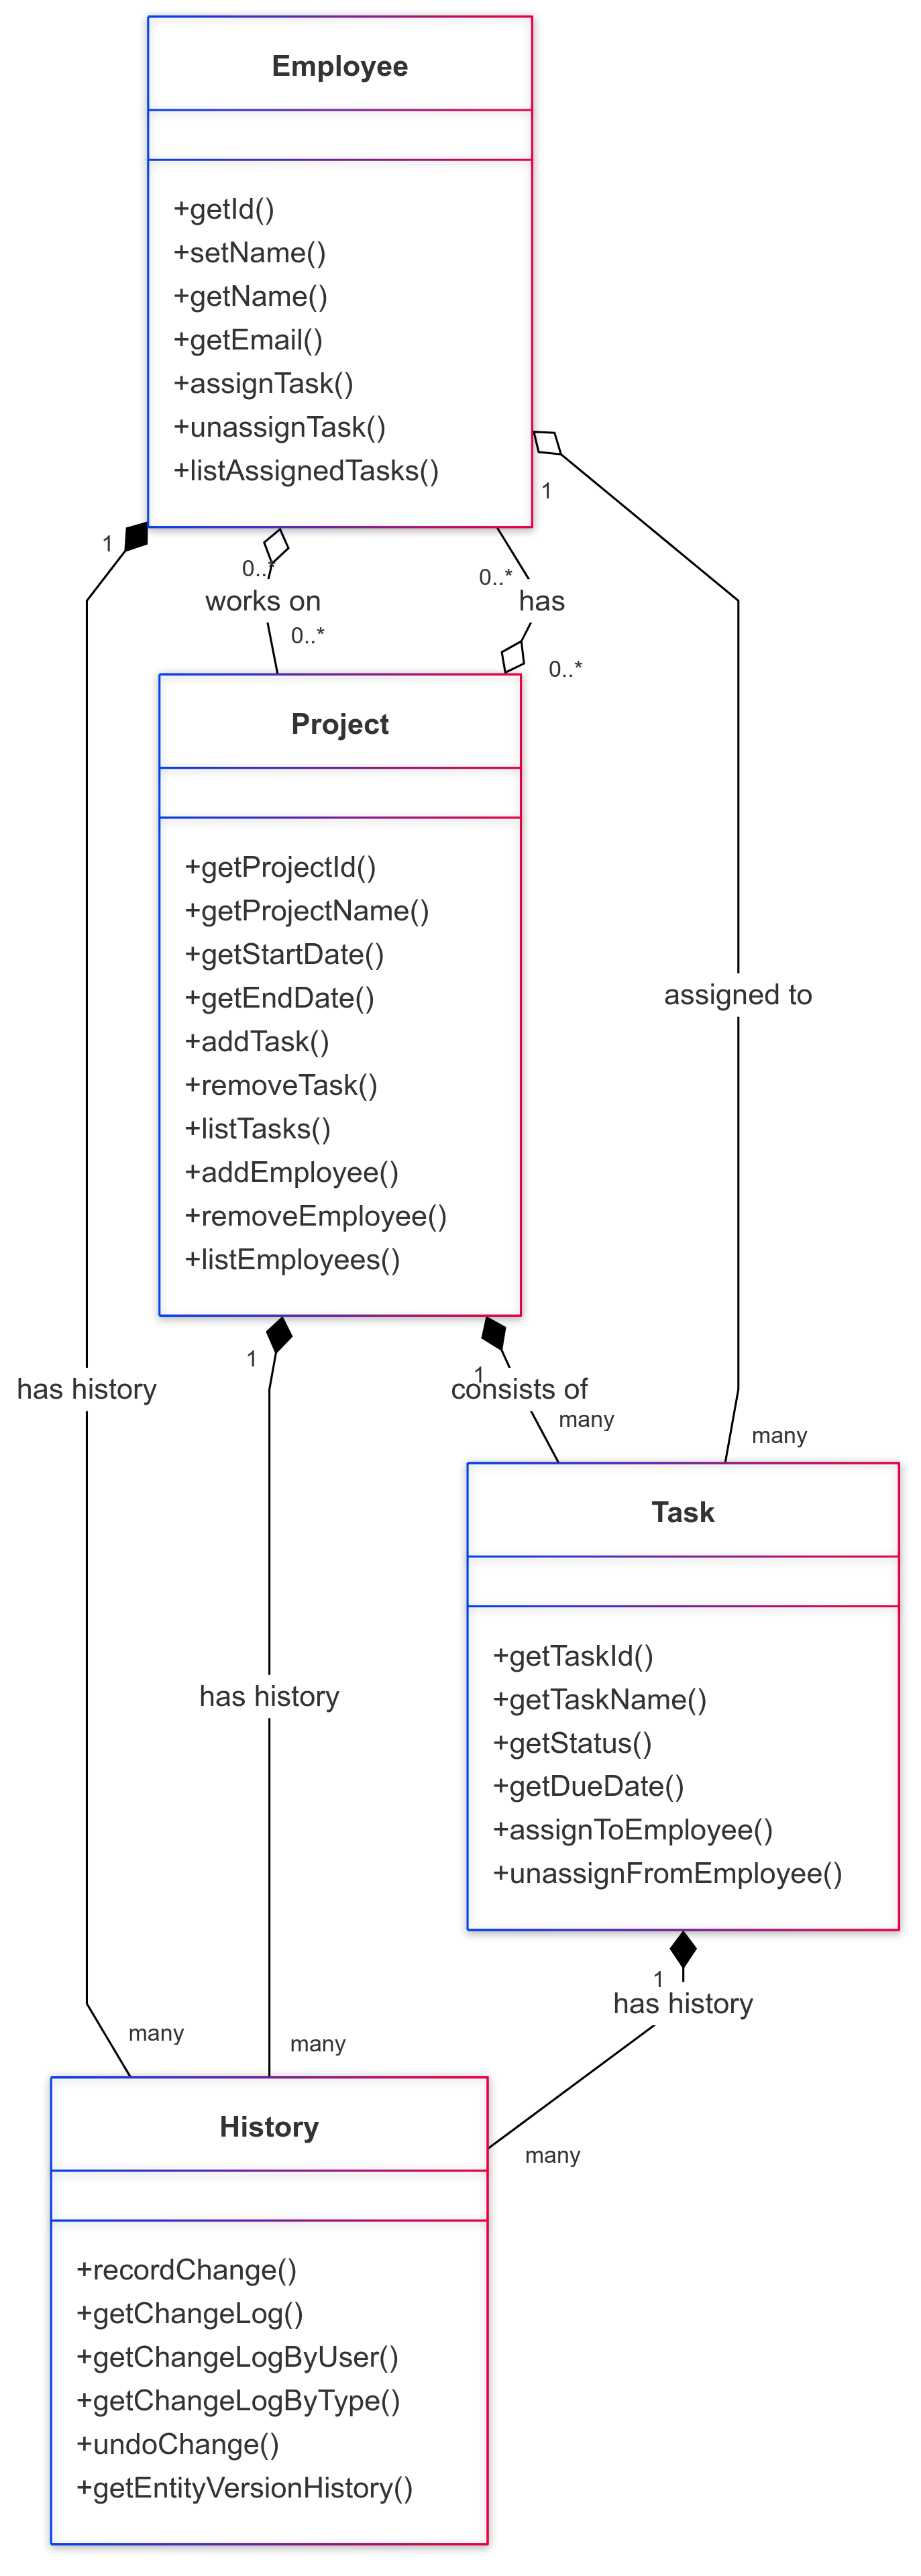 Employee
+getId()
+setName()
+getName()
+getEmail()
+assignTask()
+unassignTask()
+listAssignedTasks()
1
1
0..*
works on
0..*
0..*
has
0..*
Project
+getProjectId()
+getProjectName()
+getStartDate()
+getEndDate()
+addTask()
+removeTask()
+listTasks()
+addEmployee()
+removeEmployee()
+listEmployees()
assigned to
1
1
has history
consists of
many
many
Task
+getTaskId()
+getTaskName()
+getStatus()
+getDueDate()
+assignToEmployee()
+unassignFromEmployee()
has history
1
has history
many
many
many
History
+recordChange()
+getChangeLog()
+getChangeLogByUser()
+getChangeLogByType()
+undoChange()
+getEntityVersionHistory()